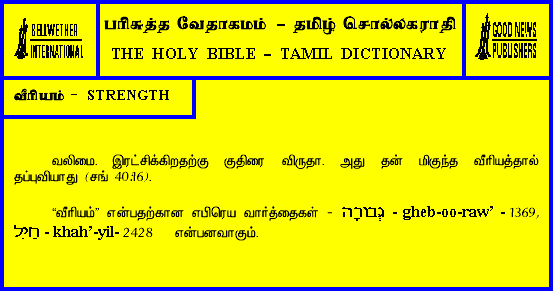 BELLWETHER
INTERNATIONAL
பரிசுத்த வேதாகமம் - தமிழ் சொல்லகராதி
THE HOLY BIBLE - TAMIL DICTIONARY
GOOD NEWS
PUBLISHERS
வீரியம் - STRENGTH
வலிமை. இரட்சிக்கிறதற்கு குதிரை விருதா. அது தன் மிகுந்த வீரியத்தால்
தப்புவியாது (சங் 40:16).
“வீரியம்” என்பதற்கான எபிரெய வார்த்தைகள் - גְּבוּרָה - gheb-oo-raw’ - 1369,
חַיִל - khah’-yil- 2428 என்பனவாகும்.